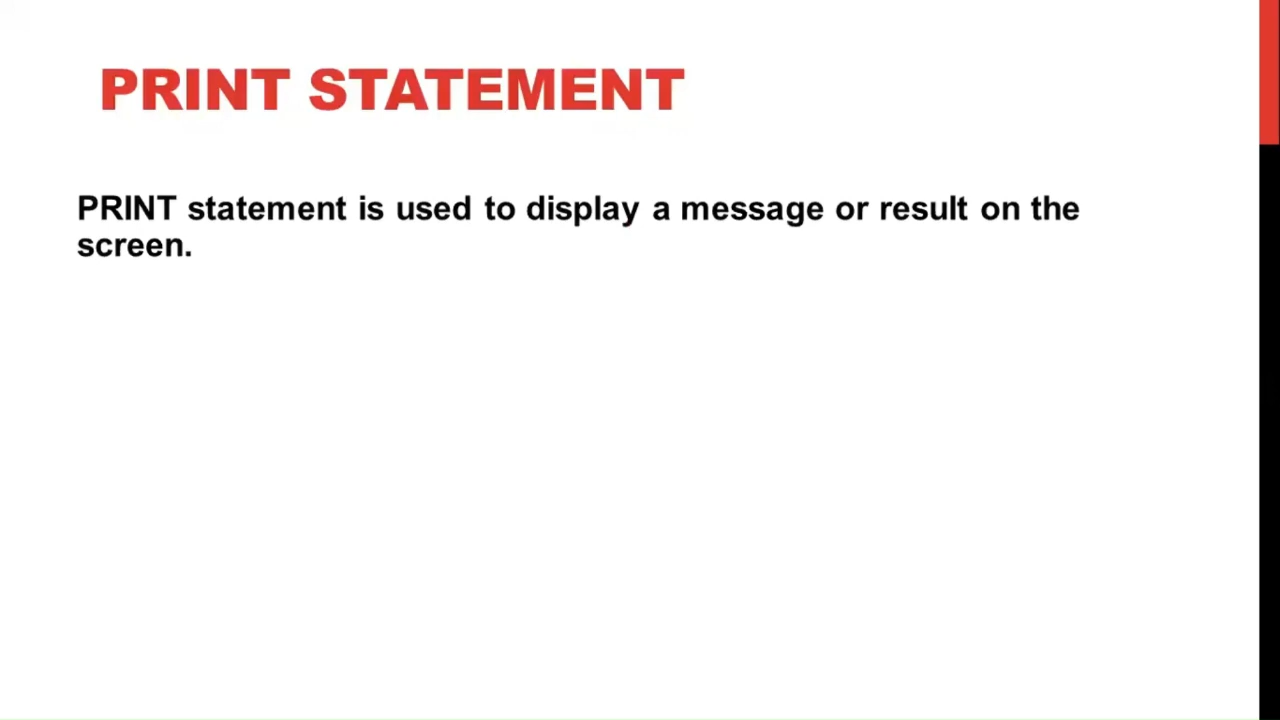 PRINT STATEMENT
PRINT statement is used to display a message or result on the
screen.